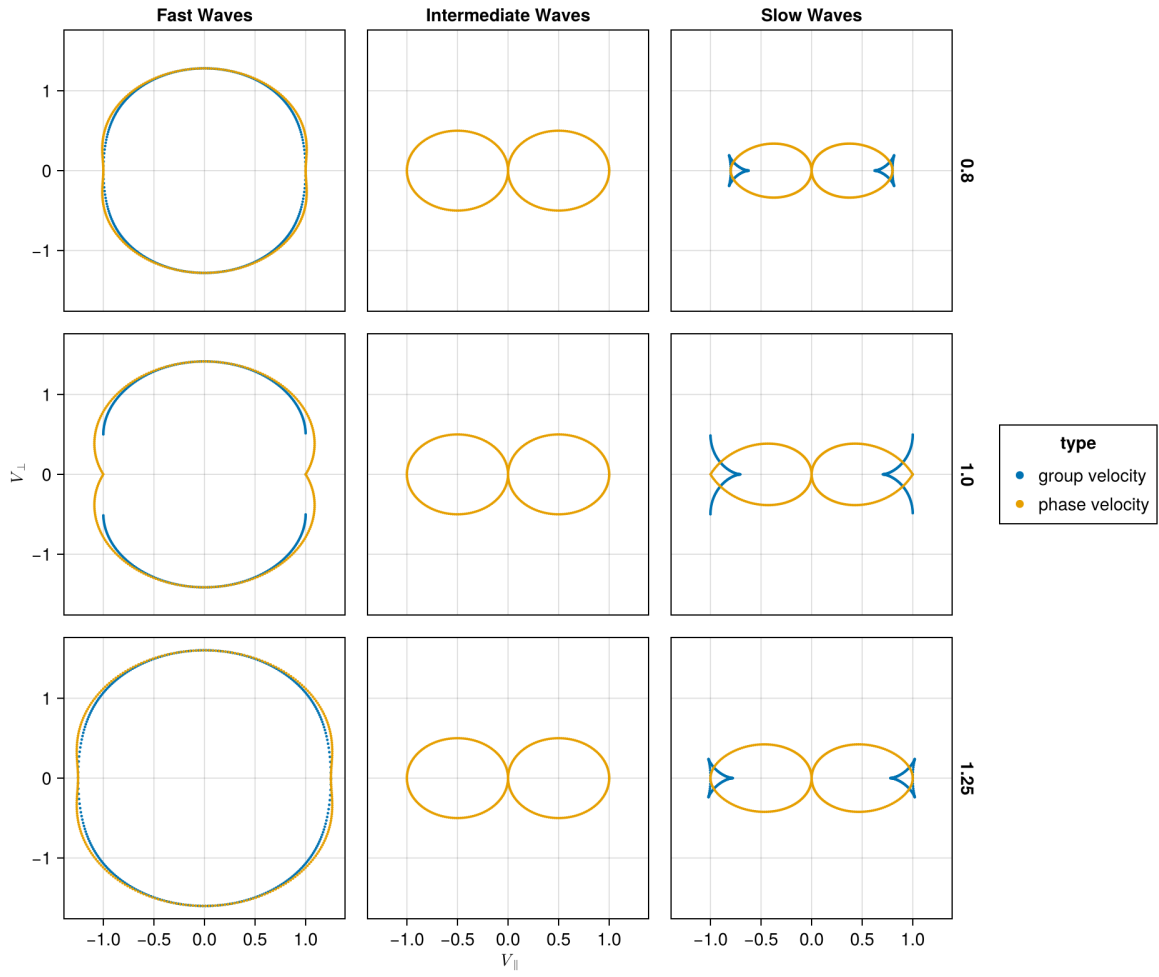 Fast Waves
Intermediate Waves
Slow Waves
1
0
−1
0.8
1
0
−1
V⊥
1.0
type
group velocity
phase velocity
1
0
−1
1.25
−1.0 −0.5 0.0 0.5 1.0
−1.0 −0.5 0.0 0.5 1.0
−1.0 −0.5 0.0 0.5 1.0
V∥